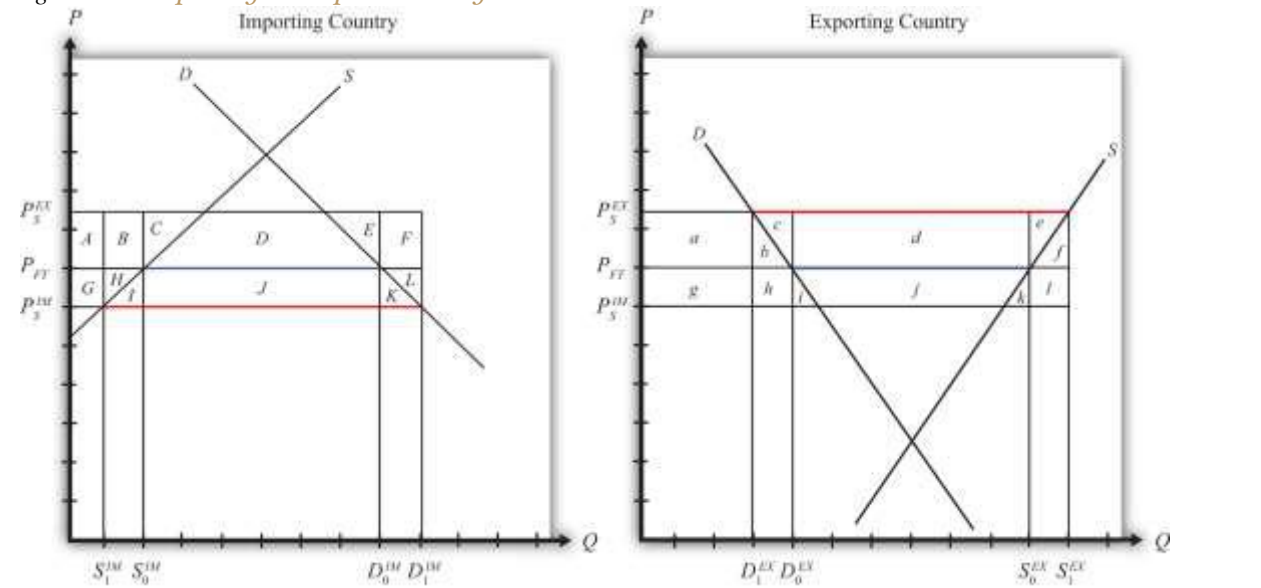 P
Importing Country
D
S
P_S^EX
A
B
C
D
E
F
P_FT
G
H
I
J
K
L
P_S^IM
Q
S_1^IM S_0^IM
D_0^IM D_1^IM
P
Exporting Country
D
S
P_S^EX
a
b
c
d
e
f
P_FT
g
h
i
j
k
l
P_S^IM
Q
D_1^EX D_0^EX
S_0^EX S_1^EX